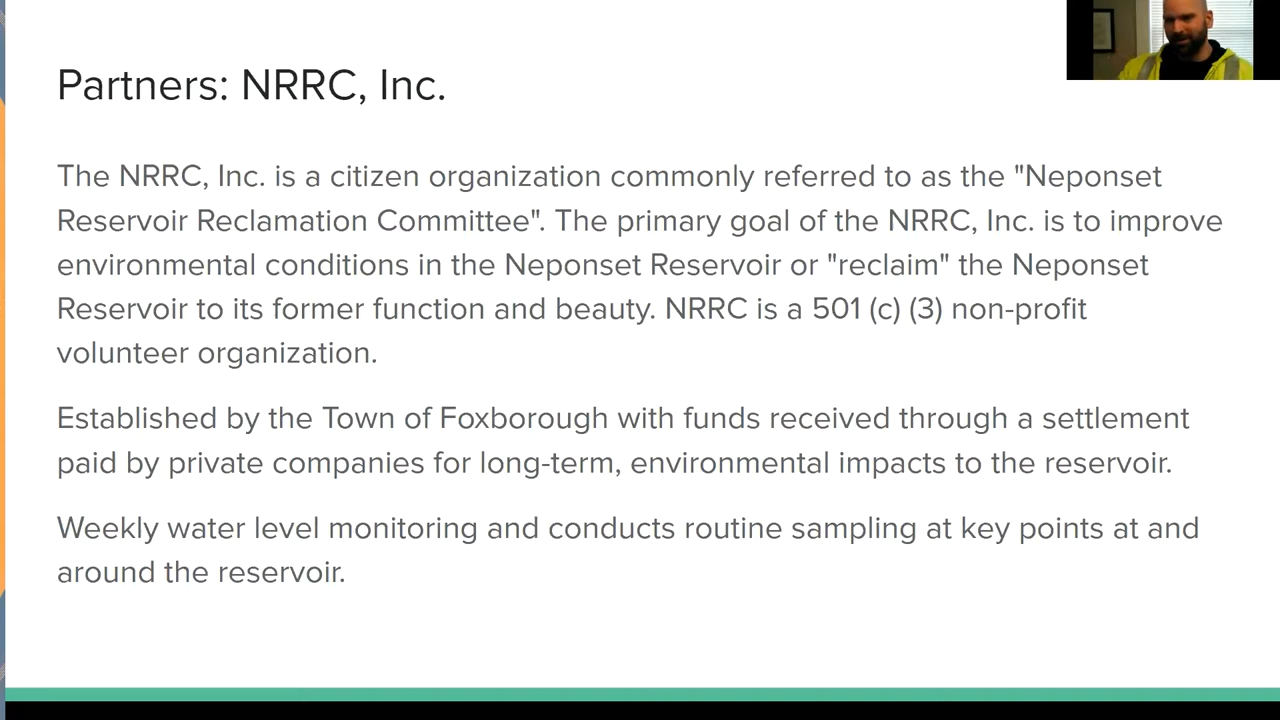 Partners: NRRC, Inc.
The NRRC, Inc. is a citizen organization commonly referred to as the "Neponset
Reservoir Reclamation Committee". The primary goal of the NRRC, Inc. is to improve
environmental conditions in the Neponset Reservoir or "reclaim" the Neponset
Reservoir to its former function and beauty. NRRC is a 501 (c) (3) non-profit
volunteer organization.
Established by the Town of Foxborough with funds received through a settlement
paid by private companies for long-term, environmental impacts to the reservoir.
Weekly water level monitoring and conducts routine sampling at key points at and
around the reservoir.